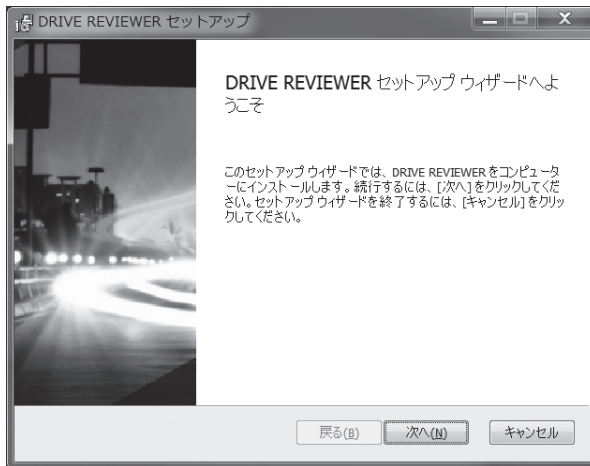 DRIVE REVIEWER セットアップ
DRIVE REVIEWER セットアップ ウィザードへよ
うこそ
このセットアップ ウィザードでは、DRIVE REVIEWER をコンピュータ
ーにインストールします。続行するには、[次へ] をクリックしてくだ
さい。セットアップ ウィザードを終了するには、[キャンセル] をクリッ
クしてください。
戻る(B) 次へ(N) キャンセル